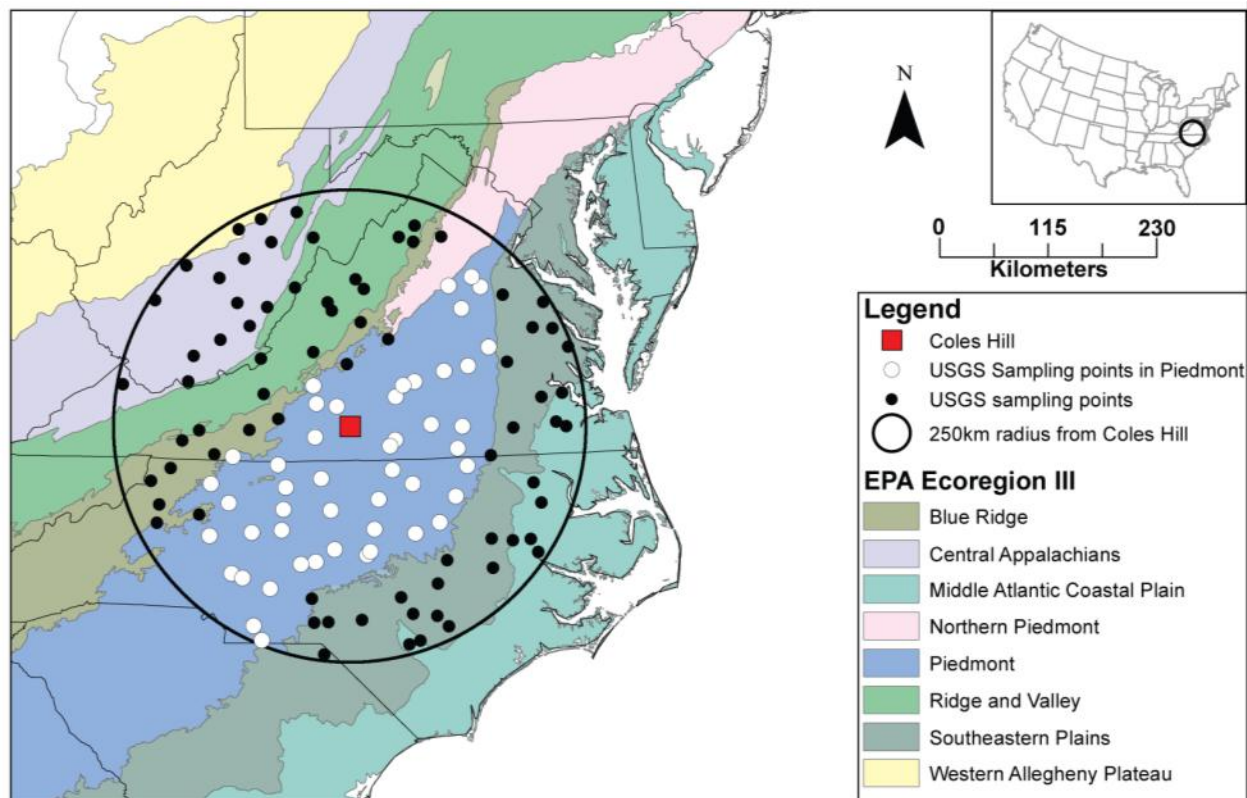 N
0 115 230
Kilometers
Legend
Coles Hill
USGS Sampling points in Piedmont
USGS sampling points
250km radius from Coles Hill
EPA Ecoregion III
Blue Ridge
Central Appalachians
Middle Atlantic Coastal Plain
Northern Piedmont
Piedmont
Ridge and Valley
Southeastern Plains
Western Allegheny Plateau